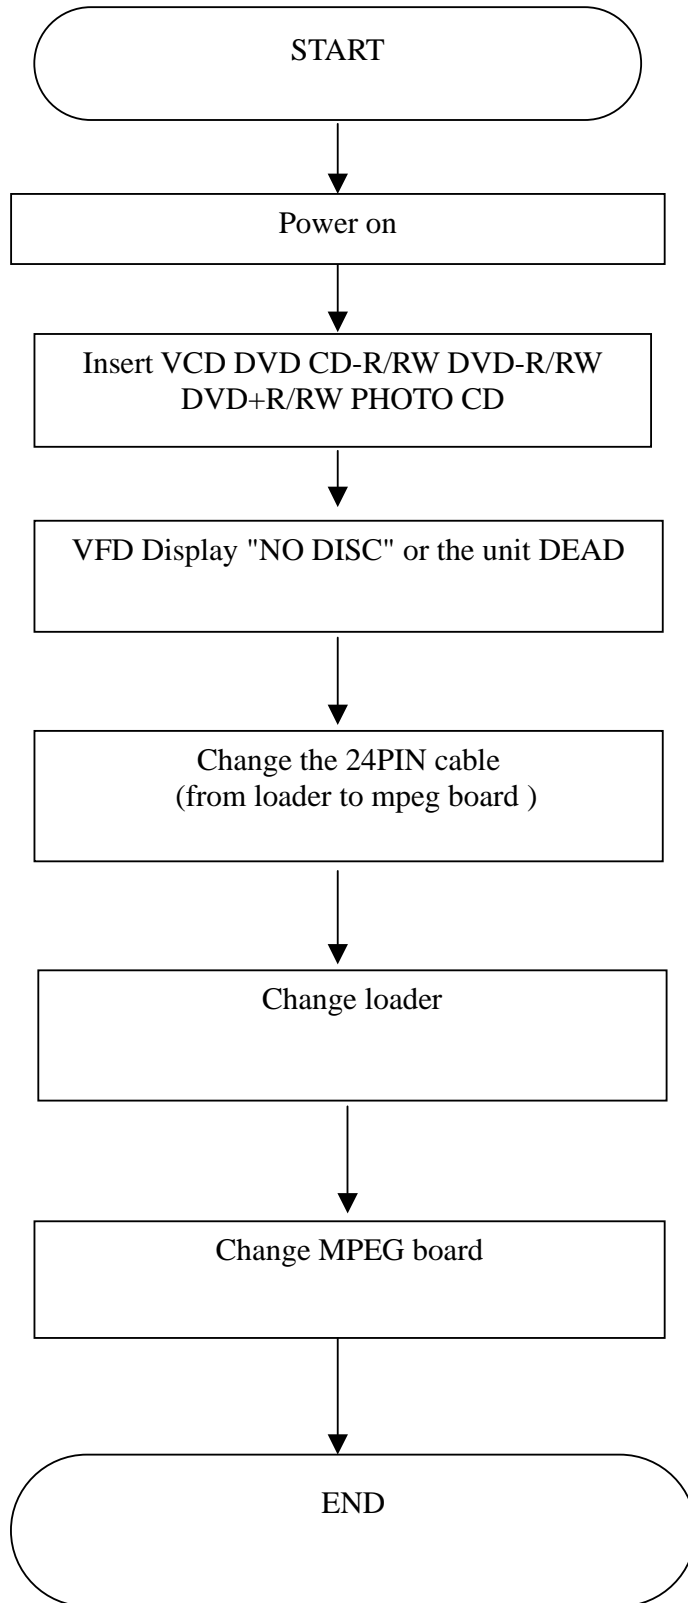 START
Power on
Insert VCD DVD CD-R/RW DVD-R/RW
DVD+R/RW PHOTO CD
VFD Display "NO DISC" or the unit DEAD
Change the 24PIN cable
(from loader to mpeg board )
Change loader
Change MPEG board
END